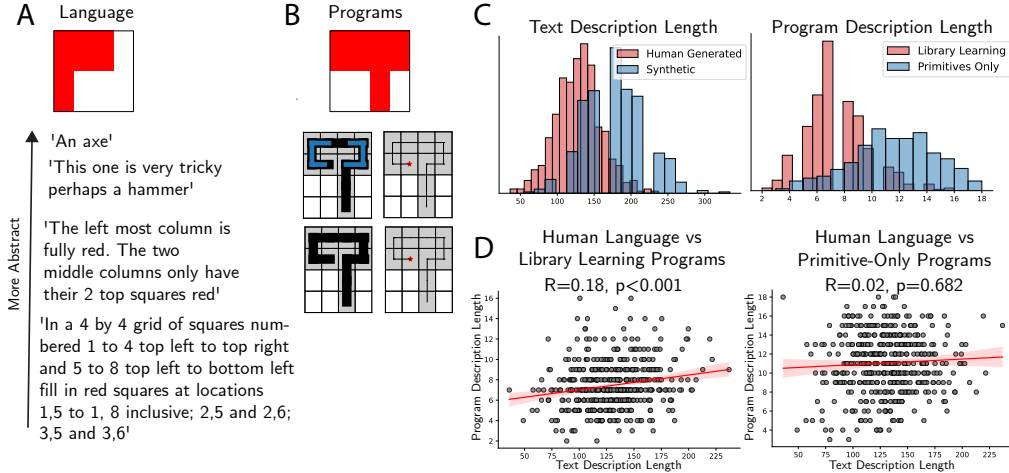 A
Language
'An axe'
'This one is very tricky
perhaps a hammer'
'The left most column is
fully red. The two
middle columns only have
their 2 top squares red'
'In a 4 by 4 grid of squares num-
bered 1 to 4 top left to top right
and 5 to 8 top left to bottom left
fill in red squares at locations
1,5 to 1, 8 inclusive; 2,5 and 2,6;
3,5 and 3,6'
More Abstract
B
Programs
C
Text Description Length
Human Generated
Synthetic
50 100 150 200 250 300
Program Description Length
Library Learning
Primitives Only
2 4 6 8 10 12 14 16 18
D
Human Language vs
Library Learning Programs
R=0.18, p<0.001
Program Description Length
16
14
12
10
8
6
4
2
50 75 100 125 150 175 200 225
Text Description Length
Human Language vs
Primitive-Only Programs
R=0.02, p=0.682
Program Description Length
18
16
14
12
10
8
6
4
50 75 100 125 150 175 200 225
Text Description Length